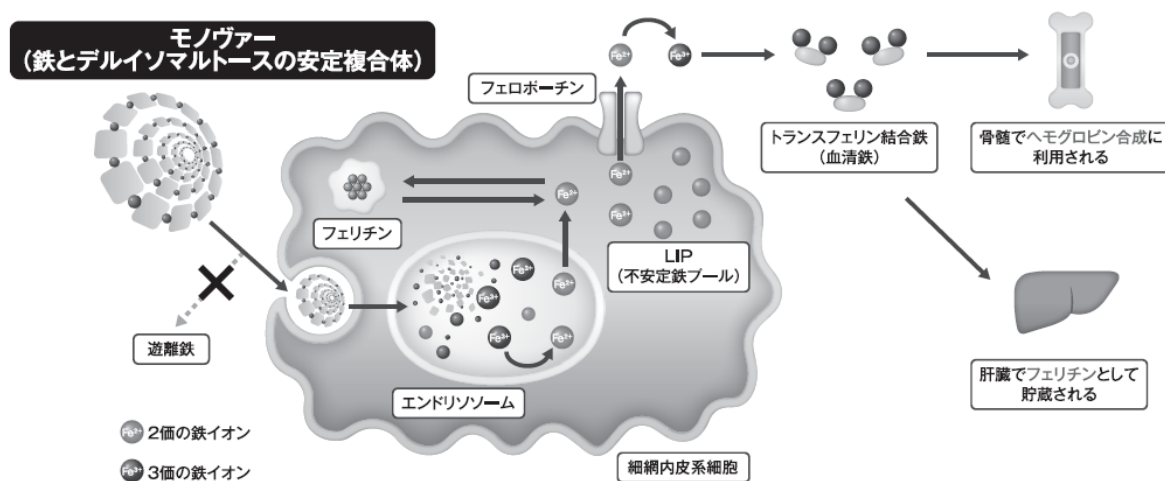 モノヴァー
(鉄とデルイソマルトースの安定複合体)
フェロポーチン
Fe²⁺
Fe³⁺
トランスフェリン結合鉄
(血清鉄)
骨髄でヘモグロビン合成に
利用される
Fe²⁺
Fe²⁺
Fe²⁺
フェリチン
LIP
(不安定鉄プール)
Fe³⁺
Fe³⁺
Fe²⁺
Fe³⁺
Fe²⁺
遊離鉄
エンドリソソーム
肝臓でフェリチンとして
貯蔵される
Fe²⁺ 2価の鉄イオン
Fe³⁺ 3価の鉄イオン
細網内皮系細胞